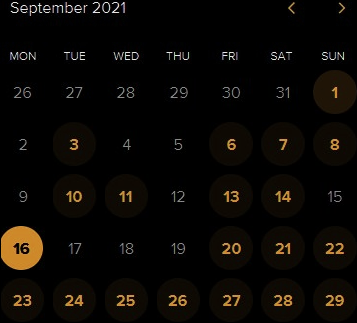 September 2021 < >
MON TUE WED THU FRI SAT SUN
26 27 28 29 30 31 1
2 3 4 5 6 7 8
9 10 11 12 13 14 15
16 17 18 19 20 21 22
23 24 25 26 27 28 29